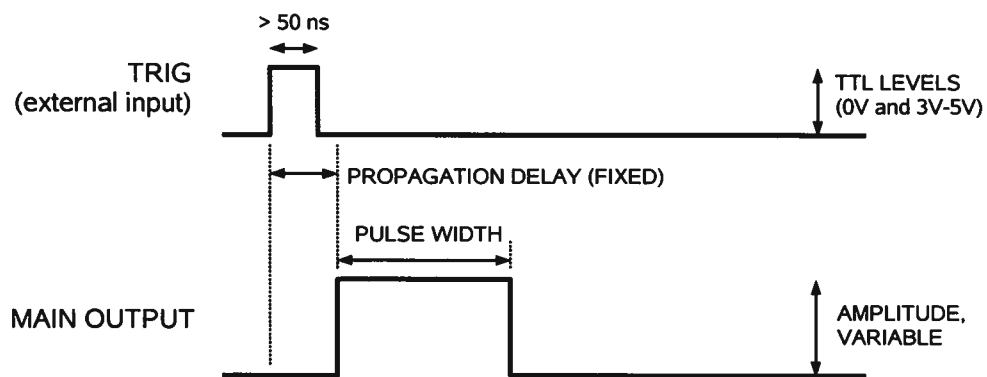 > 50 ns
TRIG
(external input)
TTL LEVELS
(0V and 3V-5V)
PROPAGATION DELAY (FIXED)
PULSE WIDTH
MAIN OUTPUT
AMPLITUDE,
VARIABLE